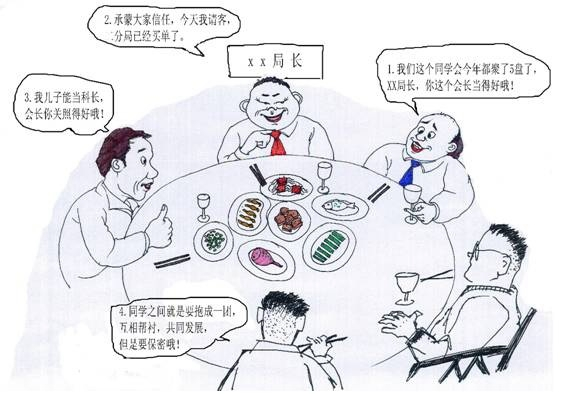 2.承蒙大家信任，今天我请客，
分局已经买单了。
xx局长
1.我们这个同学会今年都聚了5盘了，
XX局长，你这个会长当得好哦！
3.我儿子能当科长，
会长你关照得好哦！
4.同学之间就是要抱成一团，
互相帮衬，共同发展，
但是要保密哦！